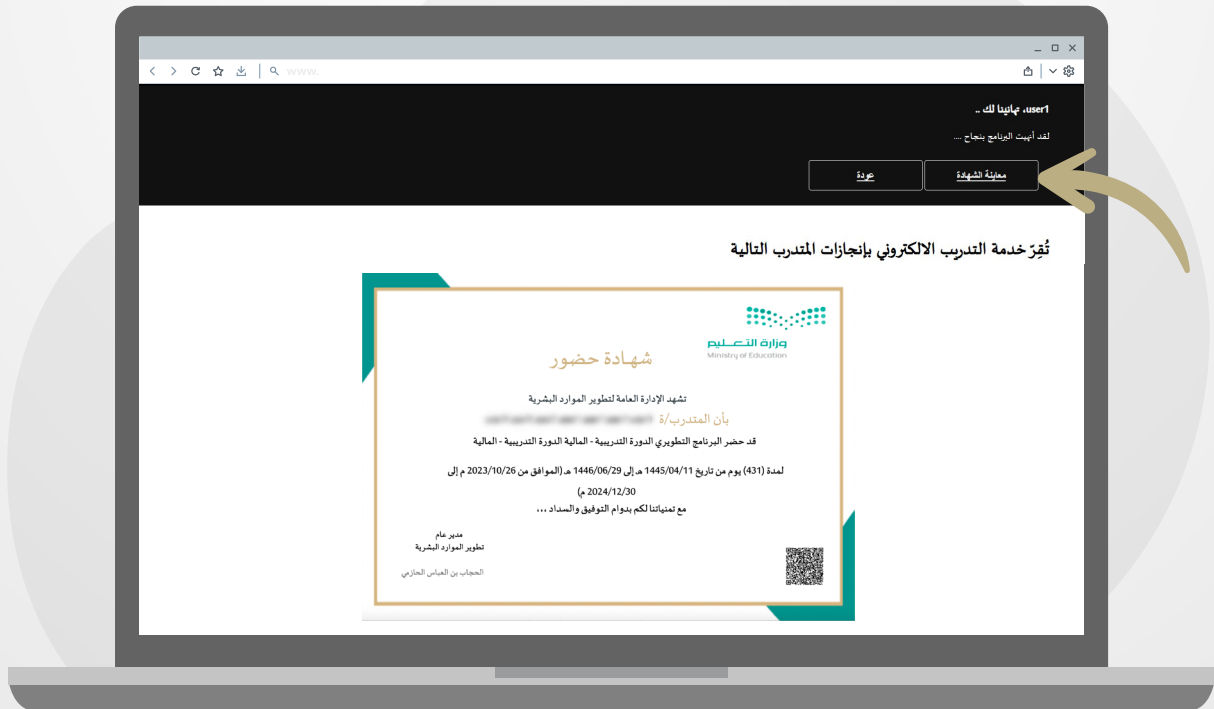 www.
user1، تهانينا لك ..
لقد أنهيت البرنامج بنجاح ....
معاينة الشهادة
عودة
تُقِرّ خدمة التدريب الالكتروني بإنجازات المتدرب التالية
وزارة التعـــليم
Ministry of Education
شهادة حضور
تشهد الإدارة العامة لتطوير الموارد البشرية
بأن المتدرب/ة
قد حضر البرنامج التطويري الدورة التدريبية - المالية الدورة التدريبية - المالية
لمدة (431) يوم من تاريخ 1445/04/11 هـ إلى 1446/06/29 هـ (الموافق من 2023/10/26 م إلى
2024/12/30 م)
مع تمنياتنا لكم بدوام التوفيق والسداد ...
مدير عام
تطوير الموارد البشرية
الحجاب بن العباس الحازمي